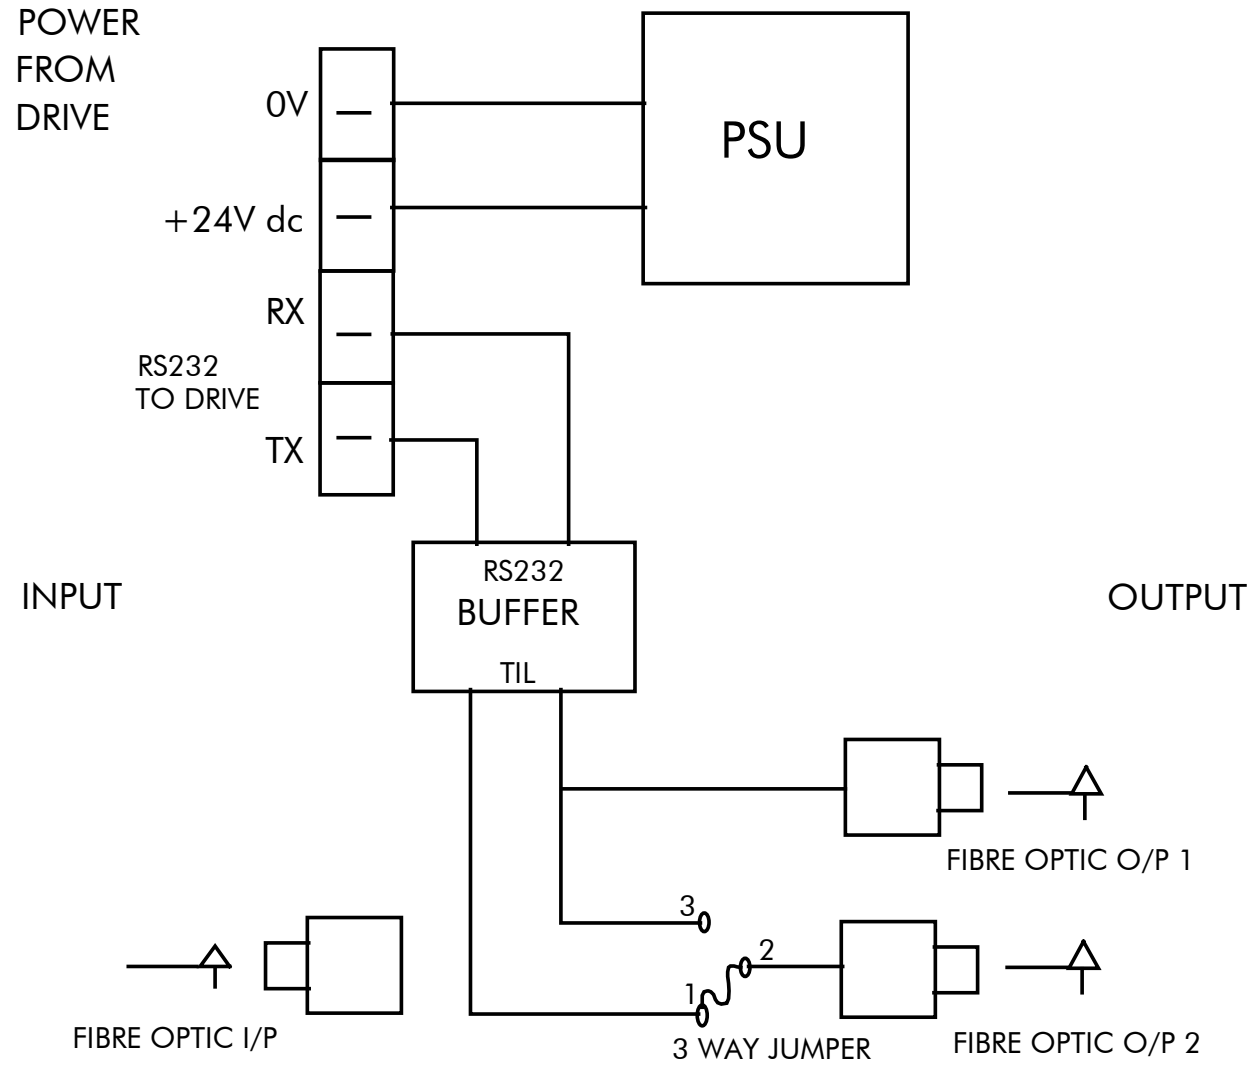 POWER
FROM
DRIVE
0V
PSU
+24V dc
RX
RS232
TO DRIVE
TX
INPUT
RS232
BUFFER
TIL
OUTPUT
FIBRE OPTIC O/P 1
3
2
1
FIBRE OPTIC I/P
3 WAY JUMPER
FIBRE OPTIC O/P 2